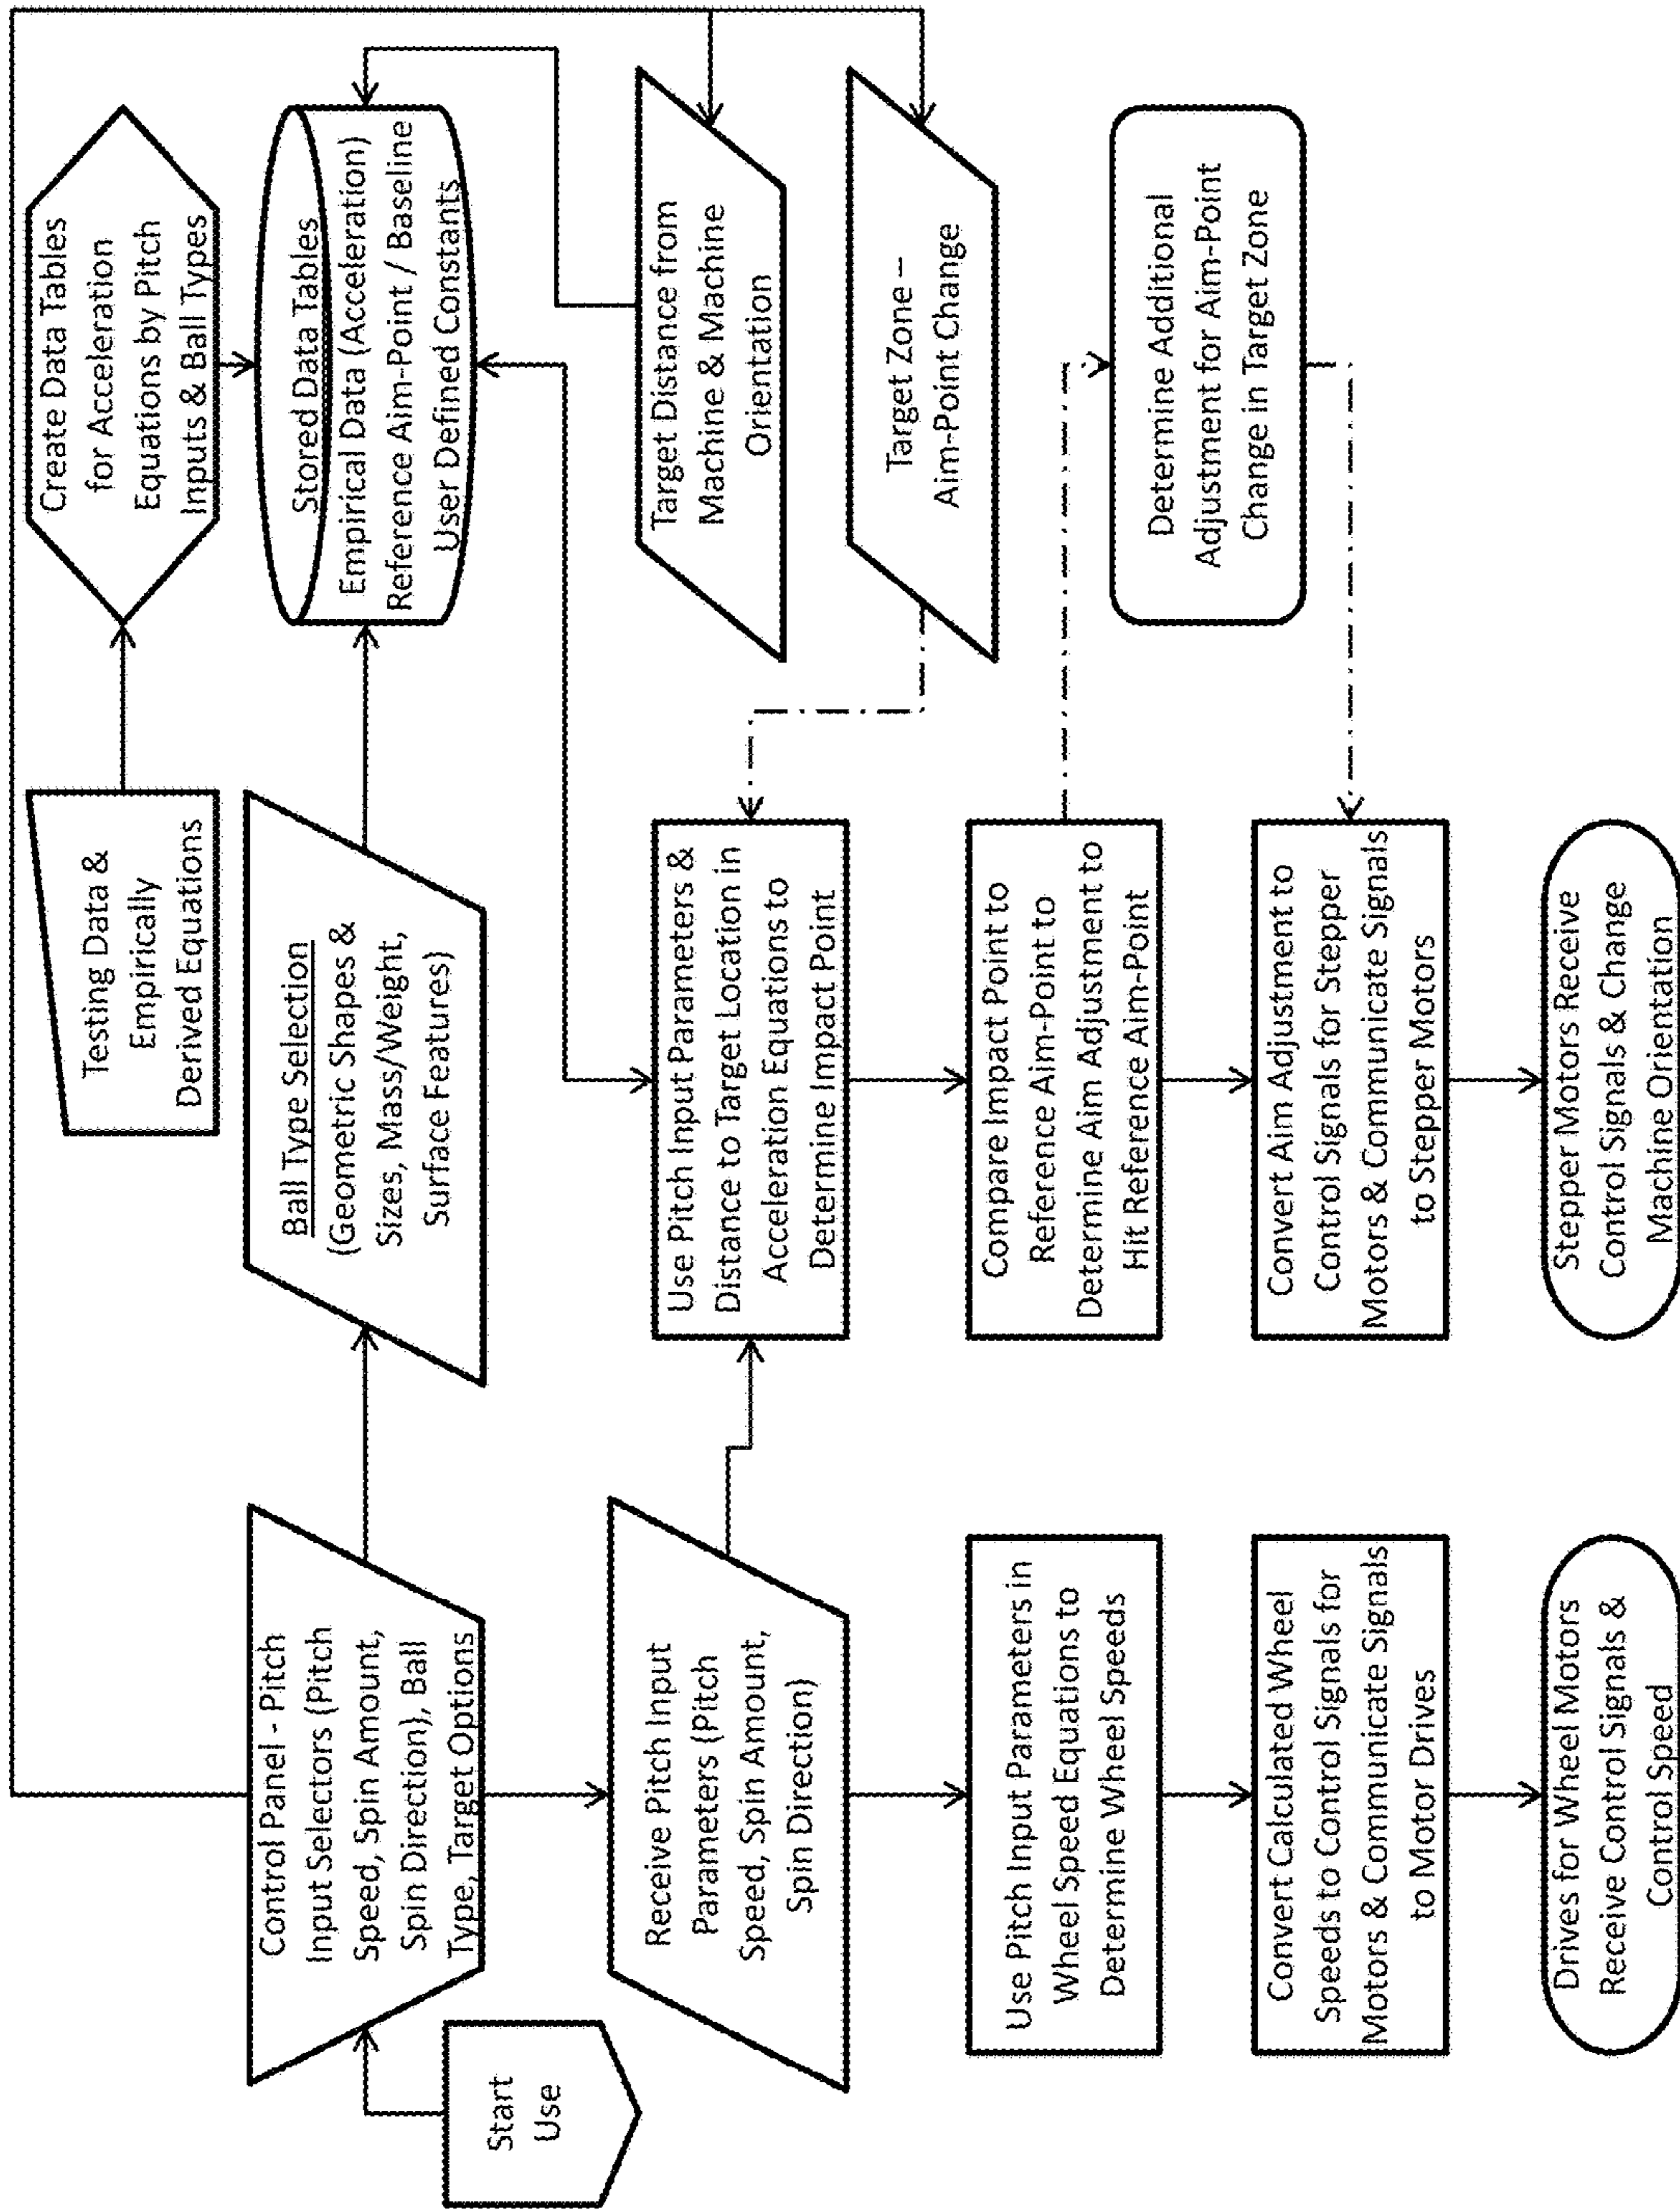 Start
Use
Control Panel - Pitch
Input Selectors (Pitch
Speed, Spin Amount,
Spin Direction), Ball
Type, Target Options
Receive Pitch Input
Parameters (Pitch
Speed, Spin Amount,
Spin Direction)
Use Pitch Input Parameters in
Wheel Speed Equations to
Determine Wheel Speeds
Convert Calculated Wheel
Speeds to Control Signals for
Motors & Communicate Signals
to Motor Drives
Drives for Wheel Motors
Receive Control Signals &
Control Speed
Testing Data &
Empirically
Derived Equations
Ball Type Selection
(Geometric Shapes &
Sizes, Mass/Weight,
Surface Features)
Use Pitch Input Parameters &
Distance to Target Location in
Acceleration Equations to
Determine Impact Point
Compare Impact Point to
Reference Aim-Point to
Determine Aim Adjustment to
Hit Reference Aim-Point
Convert Aim Adjustment to
Control Signals for Stepper
Motors & Communicate Signals
to Stepper Motors
Stepper Motors Receive
Control Signals & Change
Machine Orientation
Create Data Tables
for Acceleration
Equations by Pitch
Inputs & Ball Types
Stored Data Tables
Empirical Data (Acceleration)
Reference Aim-Point / Baseline
User Defined Constants
Target Distance from
Machine & Machine
Orientation
Target Zone –
Aim-Point Change
Determine Additional
Adjustment for Aim-Point
Change in Target Zone